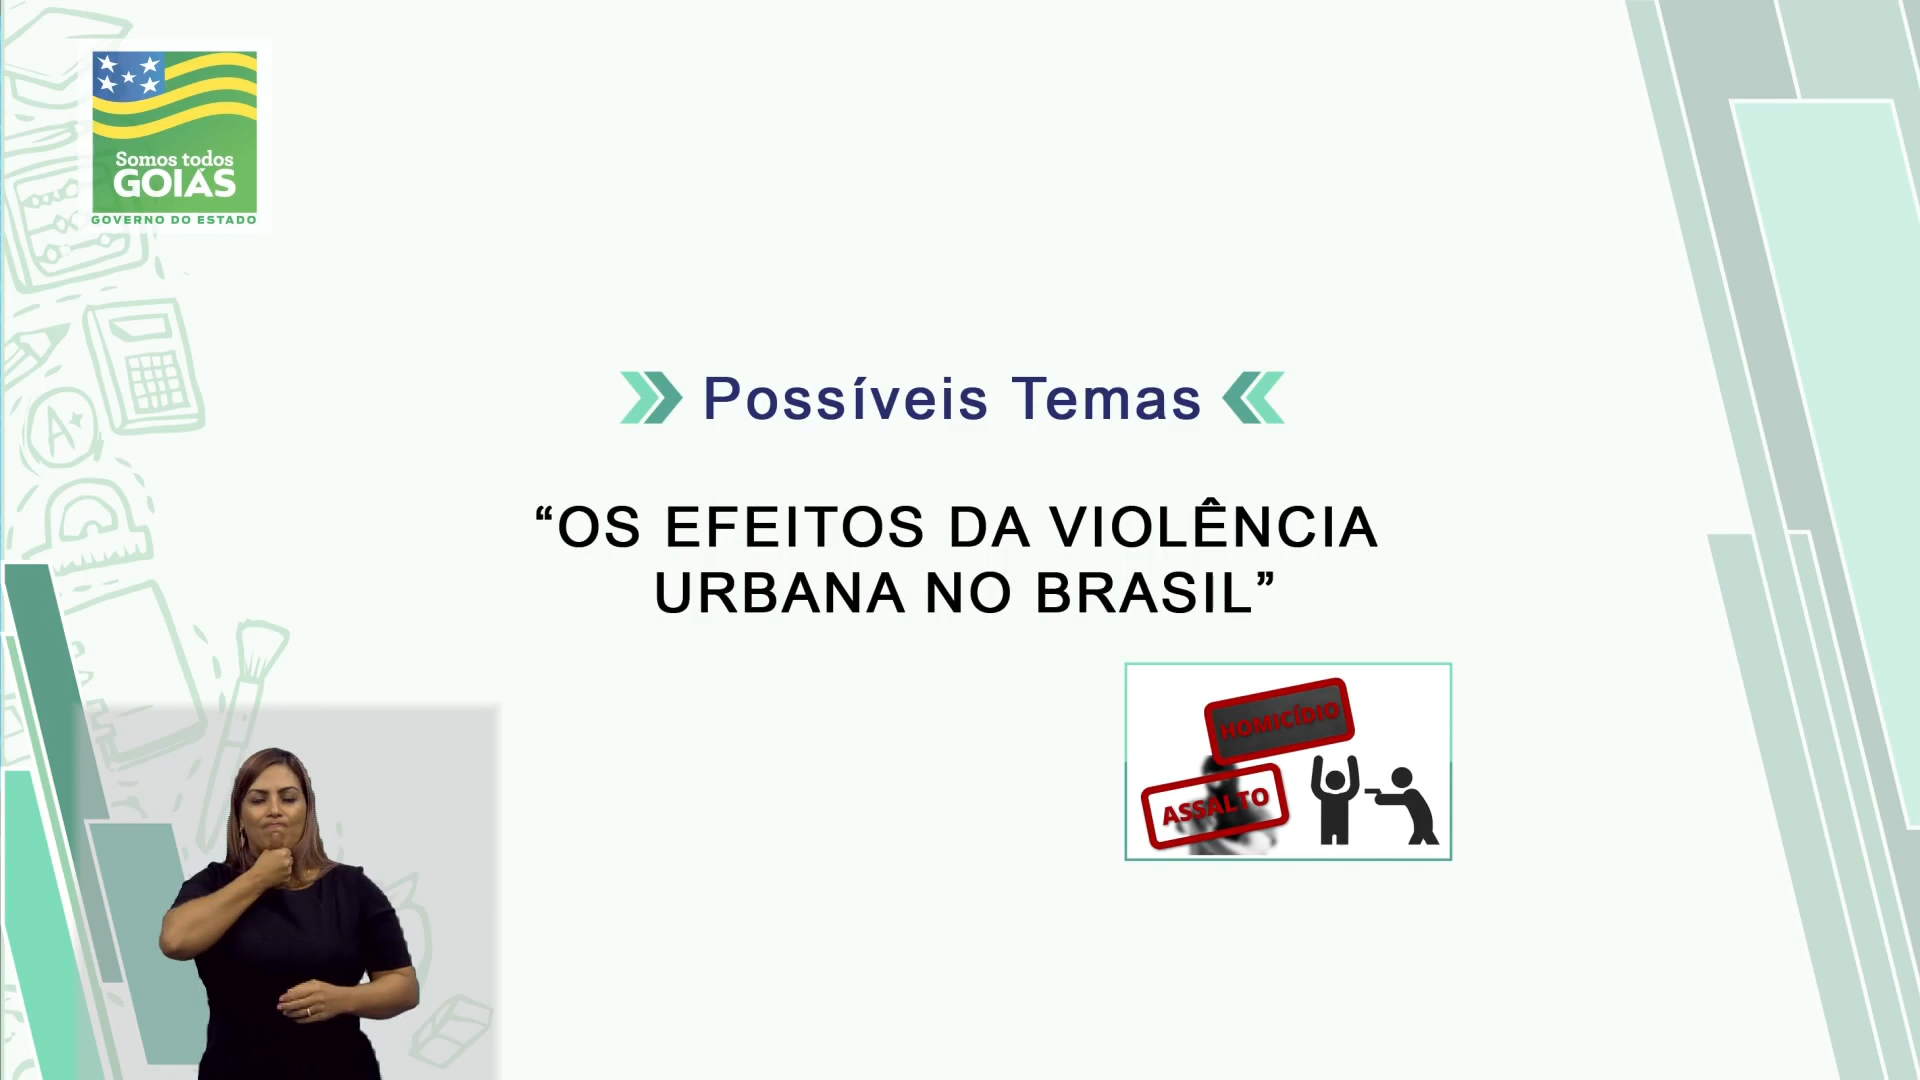 Somos todos
GOIÁS
GOVERNO DO ESTADO
Possíveis Temas
“OS EFEITOS DA VIOLÊNCIA
URBANA NO BRASIL”
HOMICÍDIO
ASSALTO
A+